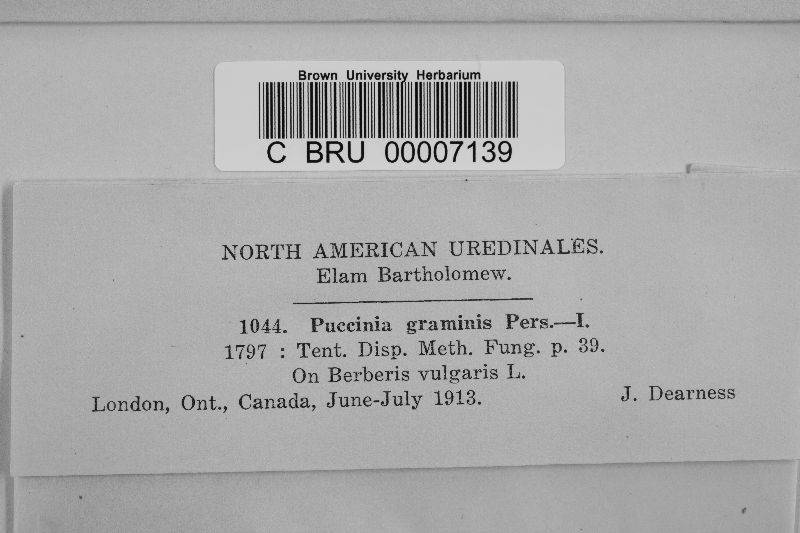 Brown University Herbarium
C BRU 00007139
NORTH AMERICAN UREDINALES.
Elam Bartholomew.
1044. Puccinia graminis Pers.—I.
1797 : Tent. Disp. Meth. Fung. p. 39.
On Berberis vulgaris L.
London, Ont., Canada, June-July 1913. J. Dearness